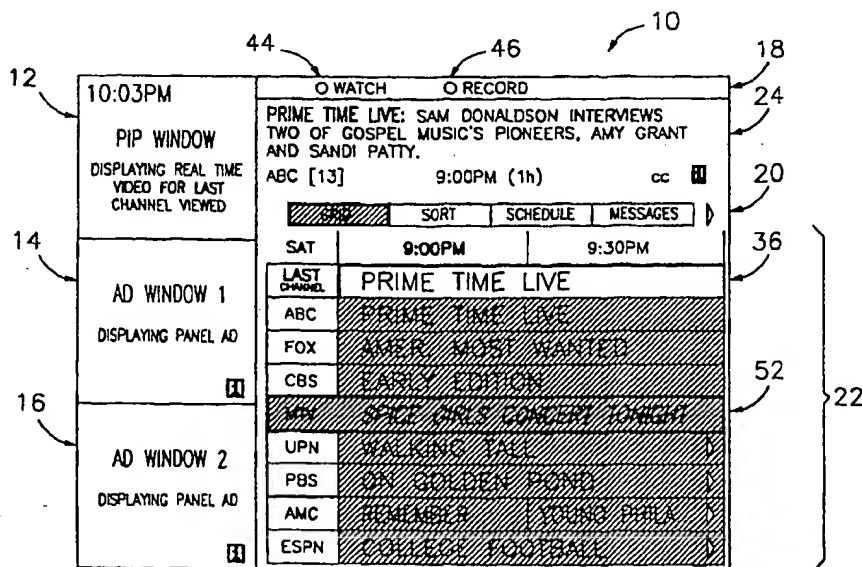 44 46 10
12 18
10:03PM
PIP WINDOW
DISPLAYING REAL TIME
VIDEO FOR LAST
CHANNEL VIEWED
O WATCH O RECORD
PRIME TIME LIVE: SAM DONALDSON INTERVIEWS
TWO OF GOSPEL MUSIC'S PIONEERS, AMY GRANT
AND SANDI PATTY.
24
ABC [13] 9:00PM (1h) cc i
20
GRID SORT SCHEDULE MESSAGES
14
AD WINDOW 1
DISPLAYING PANEL AD
i
SAT 9:00PM 9:30PM
36
LAST
CHANNEL
PRIME TIME LIVE
ABC PRIME TIME LIVE
FOX AMER. MOST WANTED
CBS EARLY EDITION
52
22
MTV SPICE GIRLS CONCERT TONIGHT
16
AD WINDOW 2
DISPLAYING PANEL AD
i
UPN WALKING TALL
PBS ON GOLDEN POND
AMC REMEMBER YOUNG PHILA
ESPN COLLEGE FOOTBALL